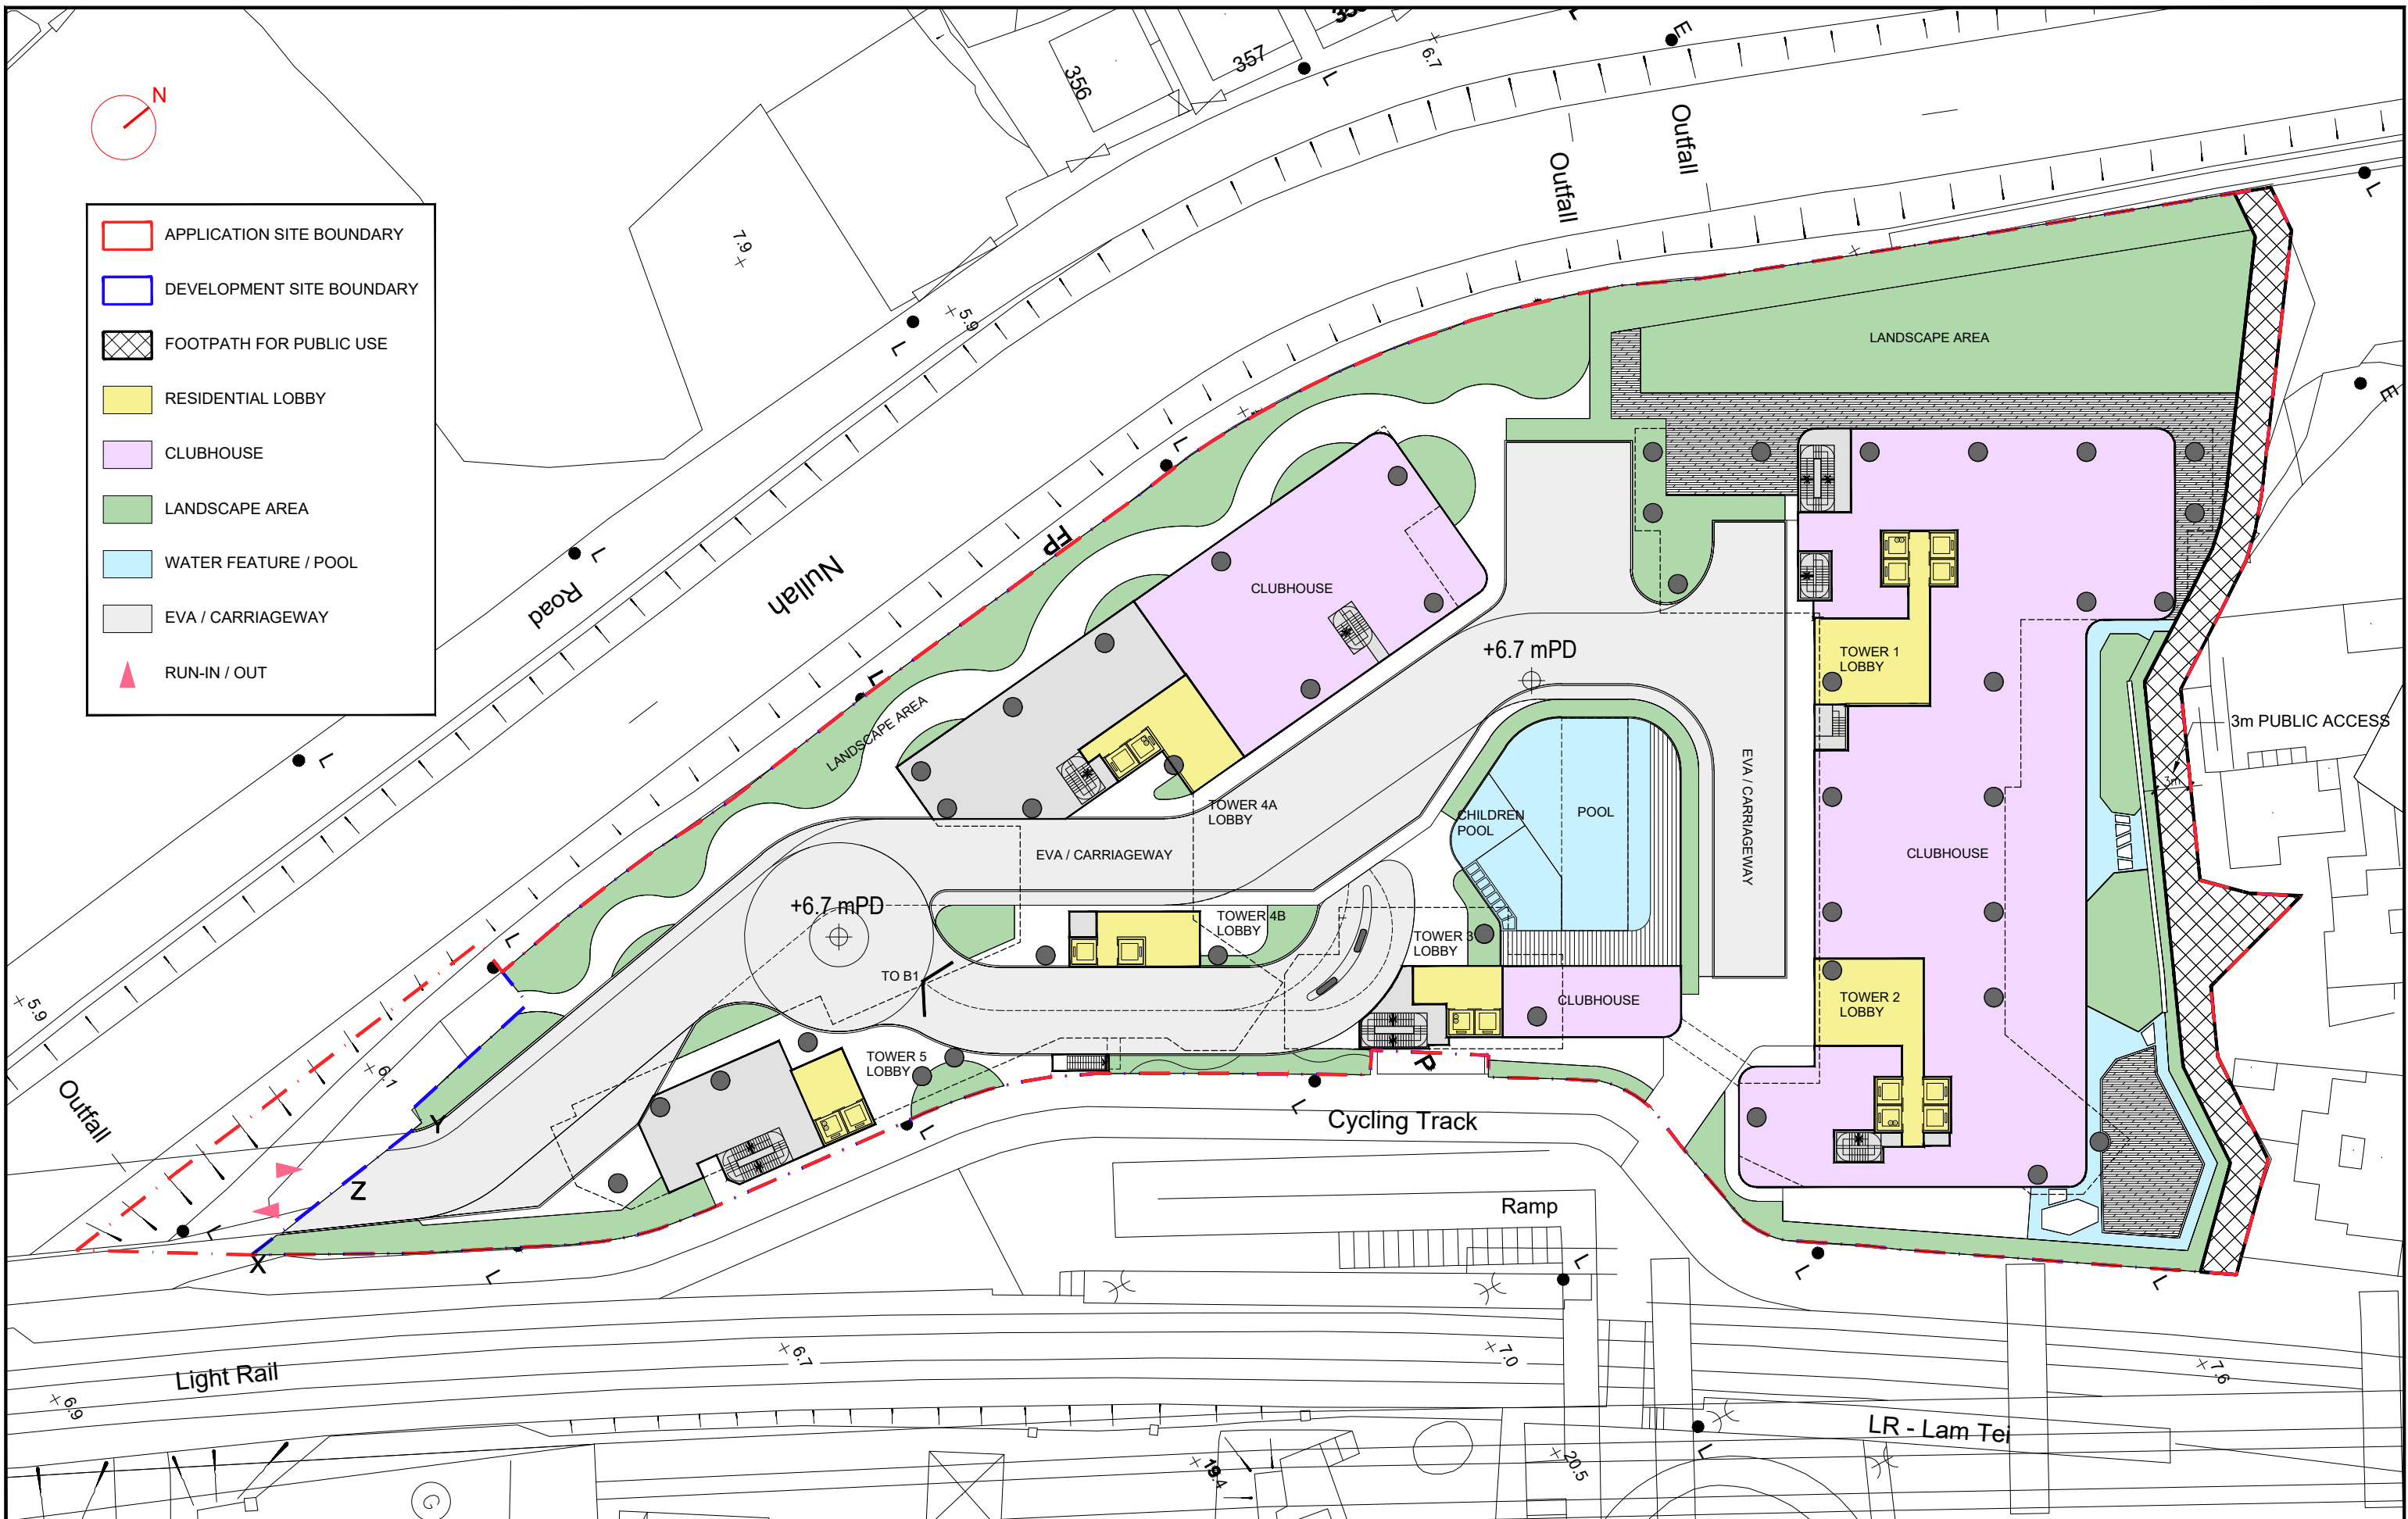 N
APPLICATION SITE BOUNDARY
DEVELOPMENT SITE BOUNDARY
FOOTPATH FOR PUBLIC USE
RESIDENTIAL LOBBY
CLUBHOUSE
LANDSCAPE AREA
WATER FEATURE / POOL
EVA / CARRIAGEWAY
RUN-IN / OUT
356
357
6.7
L
E
L
Outfall
Outfall
7.9
5.9
L
L
E
L
LANDSCAPE AREA
FP
Nullah
Road
L
L
L
CLUBHOUSE
+6.7 mPD
TOWER 1
LOBBY
3m PUBLIC ACCESS
3m
LANDSCAPE AREA
TOWER 4A
LOBBY
CHILDREN
POOL
POOL
EVA / CARRIAGEWAY
EVA / CARRIAGEWAY
CLUBHOUSE
+6.7 mPD
TOWER 4B
LOBBY
TOWER 3
LOBBY
L
TO B1
CLUBHOUSE
TOWER 2
LOBBY
5.9
6.1
Outfall
TOWER 5
LOBBY
P
Y
L
L
Cycling Track
Z
L
X
L
Ramp
L
L
L
Light Rail
6.7
7.0
7.6
6.9
LR - Lam Tei
L
19.4
20.5
G